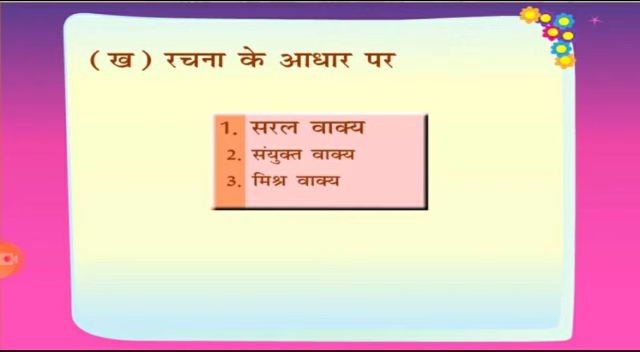 ( ख ) रचना के आधार पर
1. सरल वाक्य
2. संयुक्त वाक्य
3. मिश्र वाक्य